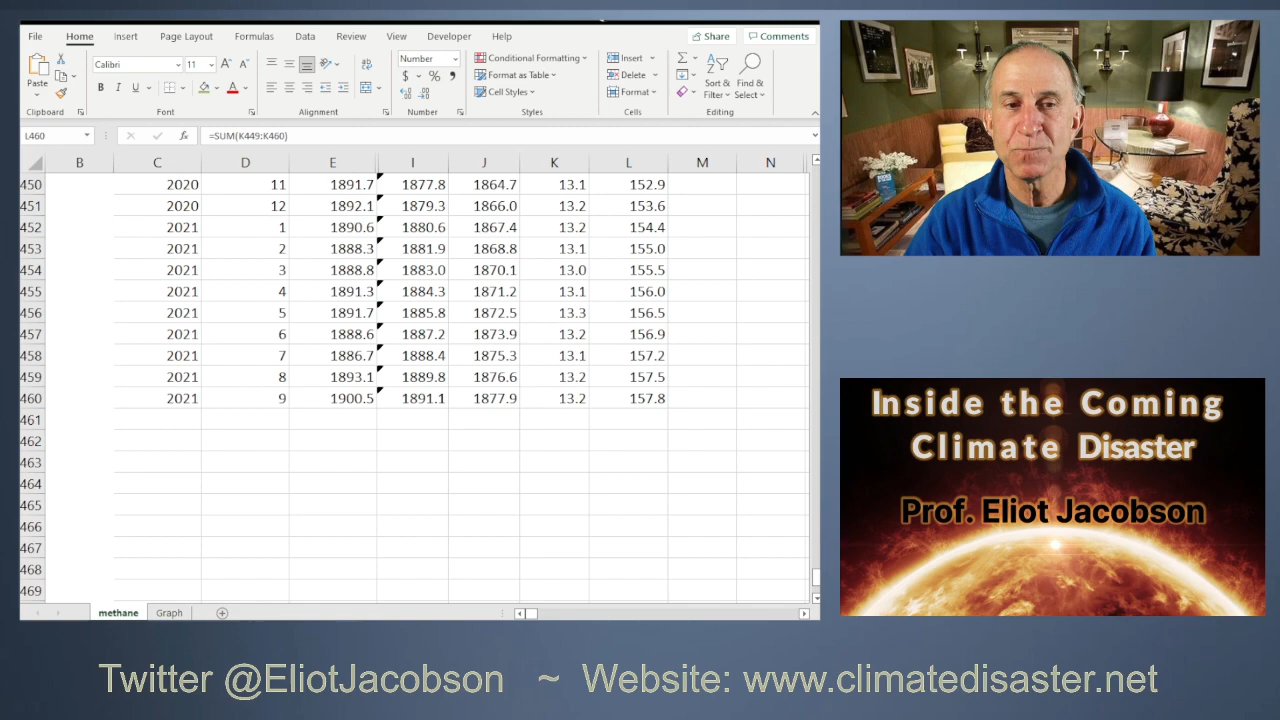 File Home Insert Page Layout Formulas Data Review View Developer Help Share Comments
Calibri 11 A A Number Conditional Formatting Insert
Paste B I U A $ % , Format as Table Delete Sort & Find &
Cell Styles Format Filter Select
Clipboard Font Alignment Number Styles Cells Editing
L460 fx =SUM(K449:K460)
B C D E I J K L M N
450 2020 11 1891.7 1877.8 1864.7 13.1 152.9
451 2020 12 1892.1 1879.3 1866.0 13.2 153.6
452 2021 1 1890.6 1880.6 1867.4 13.2 154.4
453 2021 2 1888.3 1881.9 1868.8 13.1 155.0
454 2021 3 1888.8 1883.0 1870.1 13.0 155.5
455 2021 4 1891.3 1884.3 1871.2 13.1 156.0
456 2021 5 1891.7 1885.8 1872.5 13.3 156.5
457 2021 6 1888.6 1887.2 1873.9 13.2 156.9
458 2021 7 1886.7 1888.4 1875.3 13.1 157.2
459 2021 8 1893.1 1889.8 1876.6 13.2 157.5
460 2021 9 1900.5 1891.1 1877.9 13.2 157.8
461
462
463
464
465
466
467
468
469
methane Graph
Inside the Coming
Climate Disaster
Prof. Eliot Jacobson
Twitter @EliotJacobson ~ Website: www.climatedisaster.net